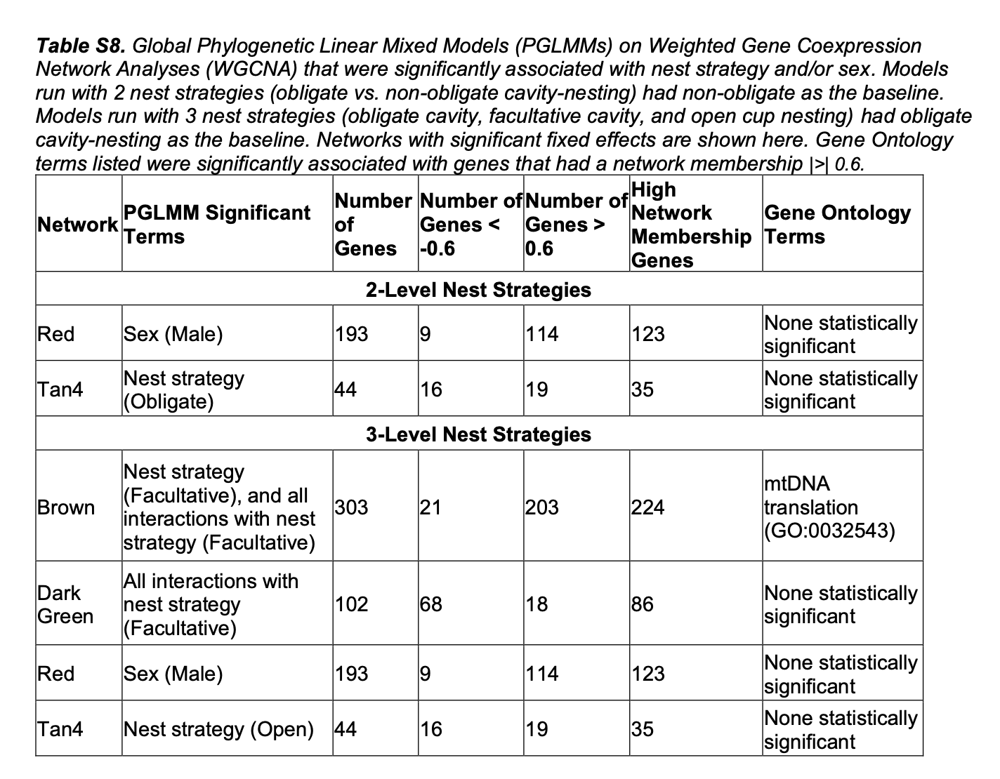 Table S8. Global Phylogenetic Linear Mixed Models (PGLMMs) on Weighted Gene Coexpression
Network Analyses (WGCNA) that were significantly associated with nest strategy and/or sex. Models
run with 2 nest strategies (obligate vs. non-obligate cavity-nesting) had non-obligate as the baseline.
Models run with 3 nest strategies (obligate cavity, facultative cavity, and open cup nesting) had obligate
cavity-nesting as the baseline. Networks with significant fixed effects are shown here. Gene Ontology
terms listed were significantly associated with genes that had a network membership |>| 0.6.
Network
PGLMM Significant
Terms
Number
of
Genes
Number of
Genes <
-0.6
Number of
Genes >
0.6
High
Network
Membership
Genes
Gene Ontology
Terms
2-Level Nest Strategies
Red
Sex (Male)
193
9
114
123
None statistically
significant
Tan4
Nest strategy
(Obligate)
44
16
19
35
None statistically
significant
3-Level Nest Strategies
Brown
Nest strategy
(Facultative), and all
interactions with nest
strategy (Facultative)
303
21
203
224
mtDNA
translation
(GO:0032543)
Dark
Green
All interactions with
nest strategy
(Facultative)
102
68
18
86
None statistically
significant
Red
Sex (Male)
193
9
114
123
None statistically
significant
Tan4
Nest strategy (Open)
44
16
19
35
None statistically
significant